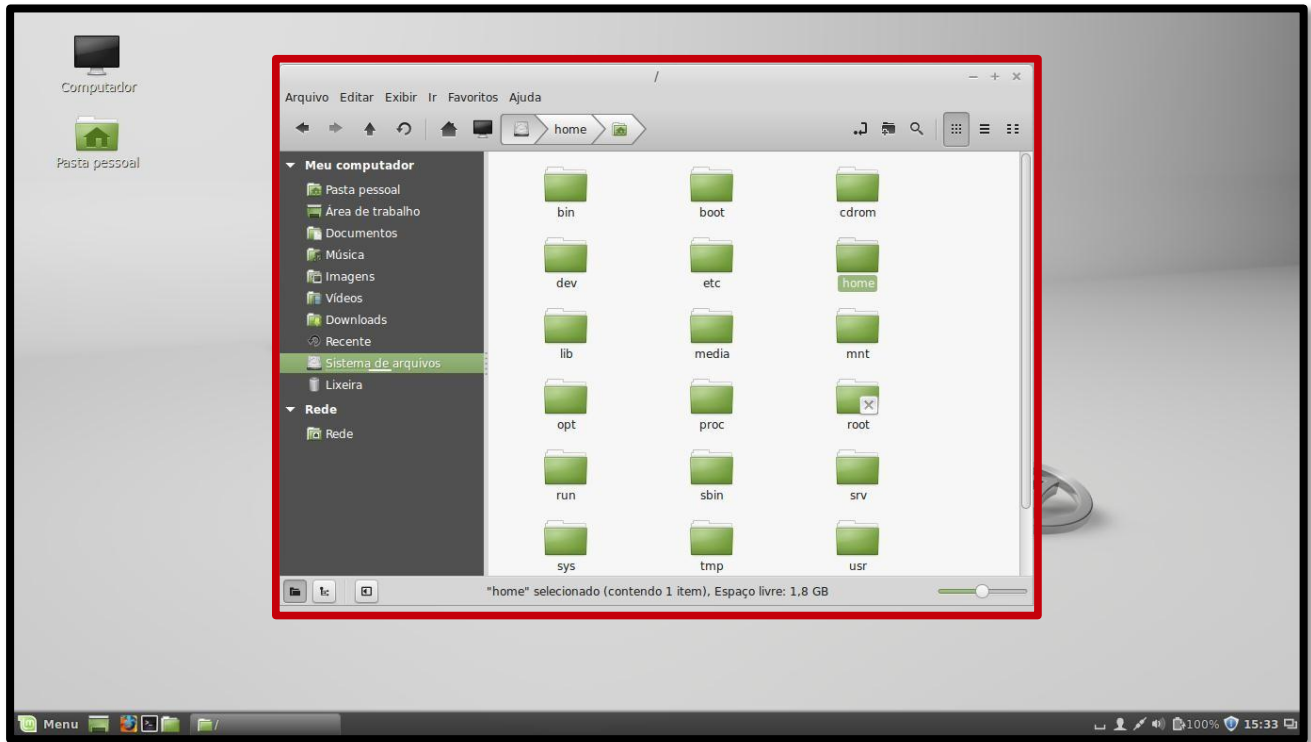 Computador
Pasta pessoal
/
Arquivo Editar Exibir Ir Favoritos Ajuda
home
Meu computador
Pasta pessoal
Área de trabalho
Documentos
Música
Imagens
Vídeos
Downloads
Recente
Sistema de arquivos
Lixeira
Rede
Rede
bin boot cdrom
dev etc home
lib media mnt
opt proc root
run sbin srv
sys tmp usr
"home" selecionado (contendo 1 item), Espaço livre: 1,8 GB
Menu / 100% 15:33